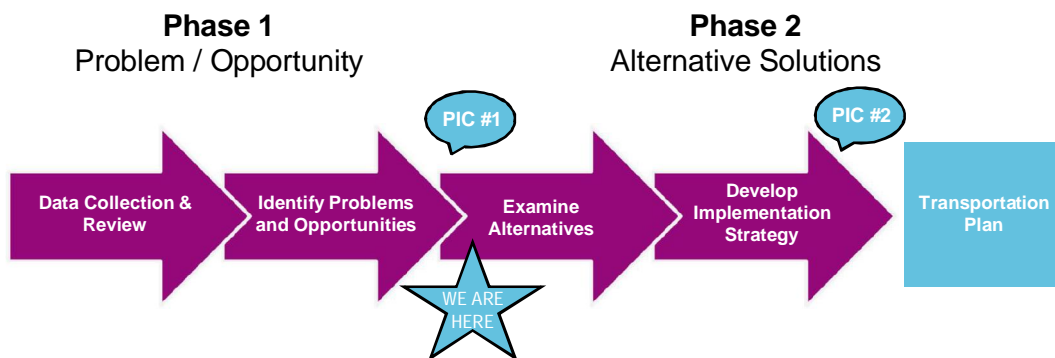 Phase 1
Problem / Opportunity
Phase 2
Alternative Solutions
PIC #1
PIC #2
Data Collection &
Review
Identify Problems
and Opportunities
Examine
Alternatives
Develop
Implementation
Strategy
Transportation
Plan
WE ARE
HERE